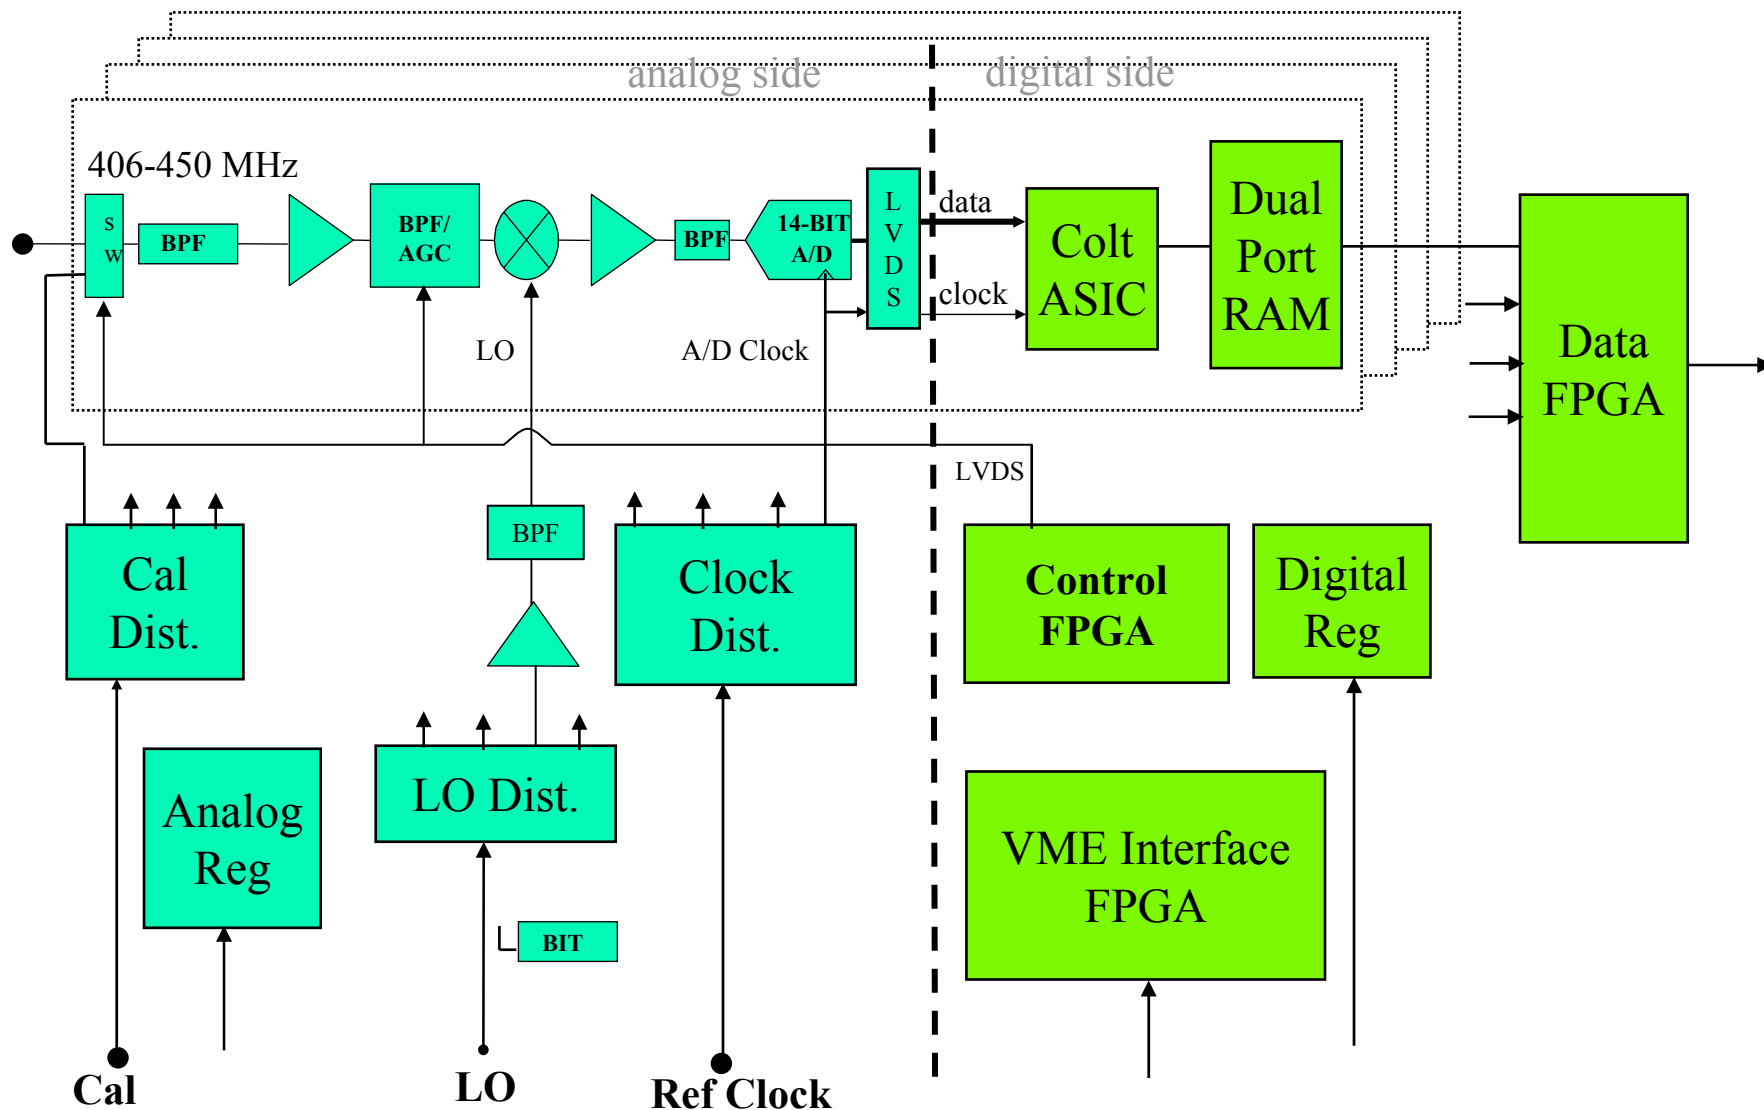 analog side
digital side
406-450 MHz
s
w
BPF
BPF/
AGC
BPF
14-BIT
A/D
L
V
D
S
data
clock
Colt
ASIC
Dual
Port
RAM
Data
FPGA
LO
A/D Clock
LVDS
Cal
Dist.
BPF
Clock
Dist.
Control
FPGA
Digital
Reg
Analog
Reg
LO Dist.
BIT
VME Interface
FPGA
Cal
LO
Ref Clock